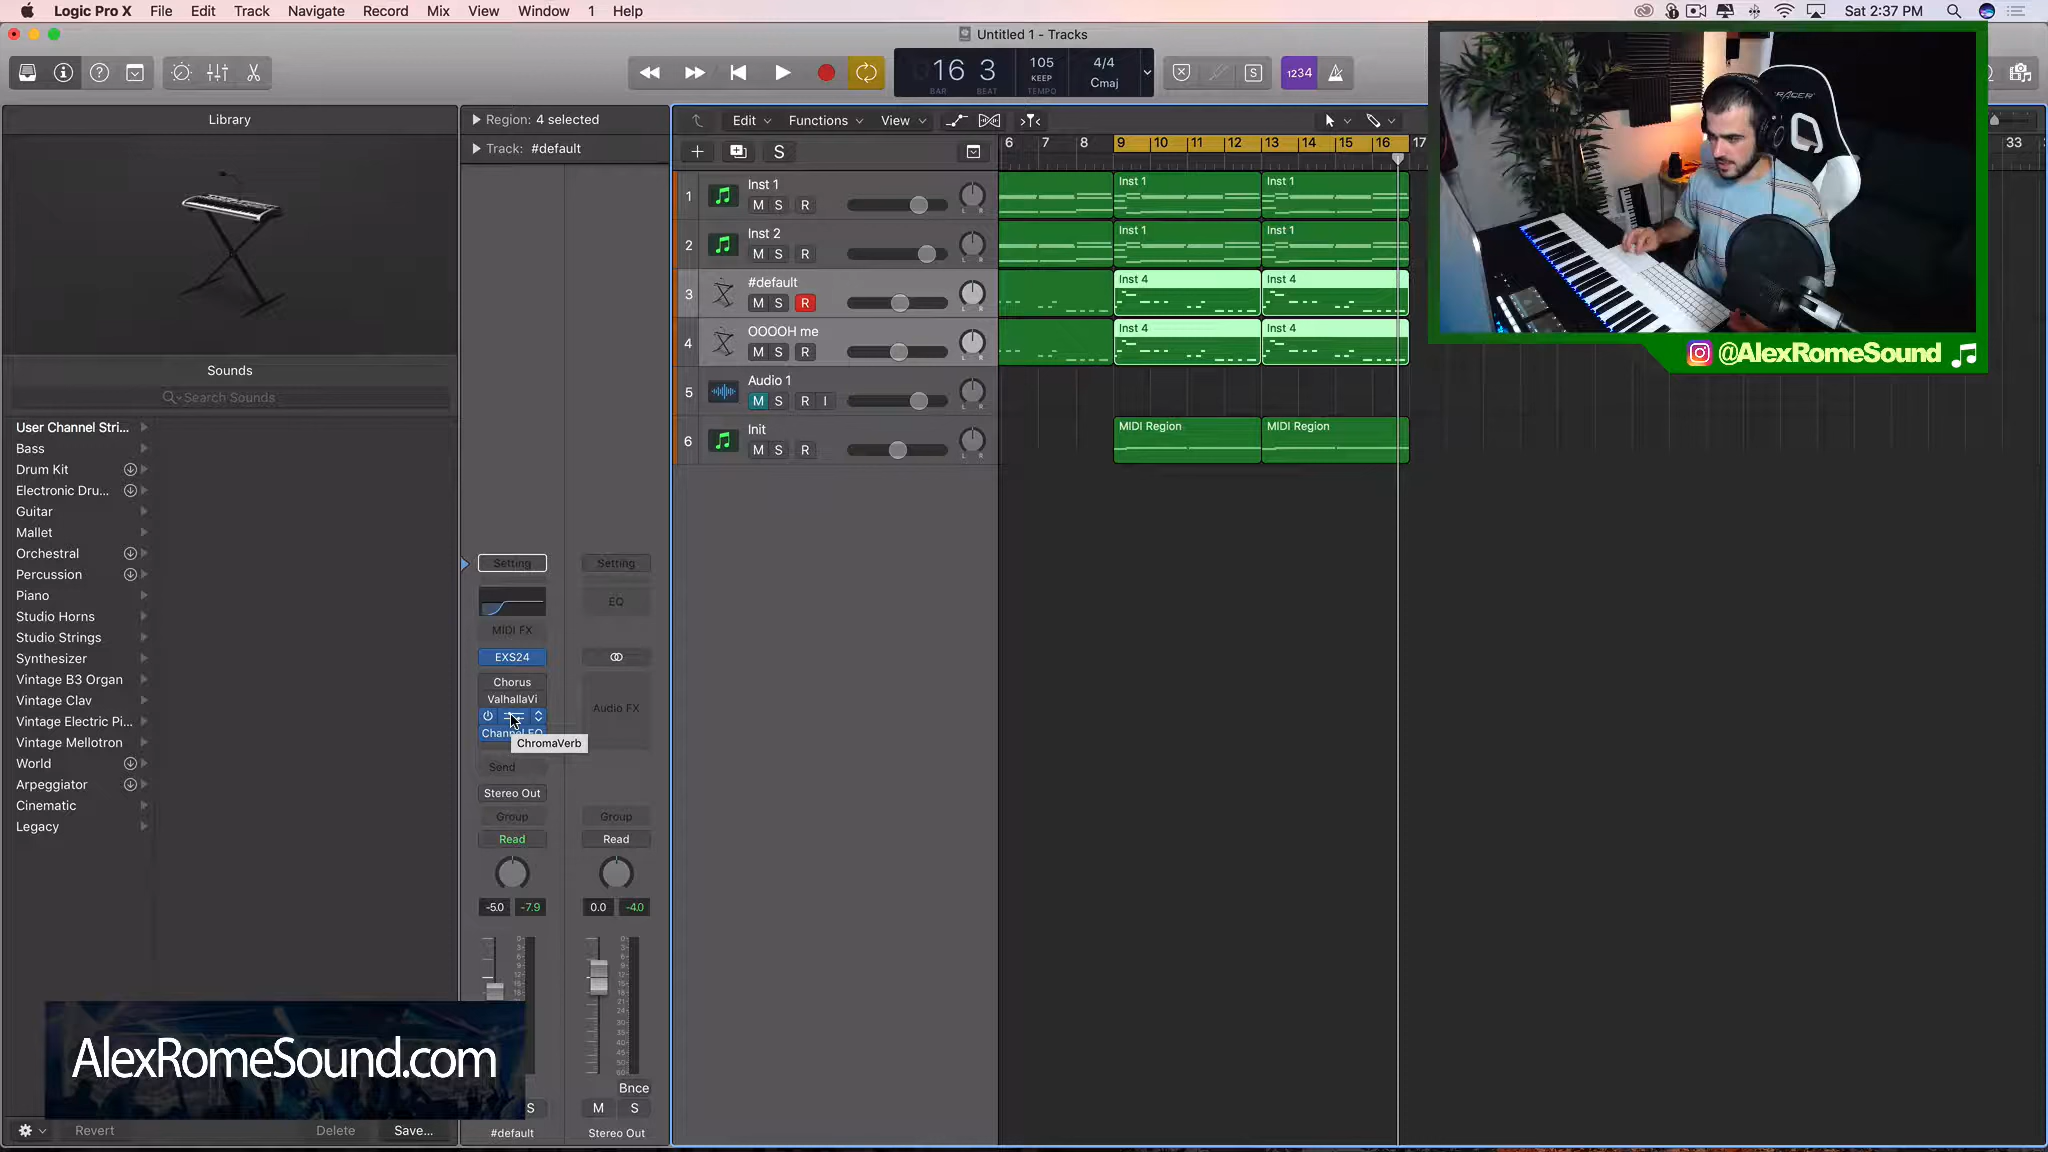 Logic Pro X File Edit Track Navigate Record Mix View Window 1 Help
Sat 2:37 PM
Untitled 1 - Tracks
16 3
BAR BEAT
105
KEEP
TEMPO
4/4
Cmaj
S
1234
Library
Region: 4 selected
Track: #default
Edit Functions View
S
6 7 8 9 10 11 12 13 14 15 16 17 33
1
Inst 1
M S R
L R
Inst 1 Inst 1
2
Inst 2
M S R
L R
Inst 1 Inst 1
3
#default
M S R
L R
Inst 4 Inst 4
4
OOOOH me
M S R
L R
Inst 4 Inst 4
5
Audio 1
M S R I
L R
6
Init
M S R
L R
MIDI Region MIDI Region
@AlexRomeSound
Sounds
Search Sounds
User Channel Stri...
Bass
Drum Kit
Electronic Dru...
Guitar
Mallet
Orchestral
Percussion
Piano
Studio Horns
Studio Strings
Synthesizer
Vintage B3 Organ
Vintage Clav
Vintage Electric Pi...
Vintage Mellotron
World
Arpeggiator
Cinematic
Legacy
Setting Setting
EQ
MIDI FX
EXS24
Chorus
ValhallaVi
Audio FX
Channel EQ
ChromaVerb
Send
Stereo Out
Group Group
Read Read
-5.0 -7.9 0.0 -4.0
Bnce
S M S
#default Stereo Out
AlexRomeSound.com
Revert Delete Save...